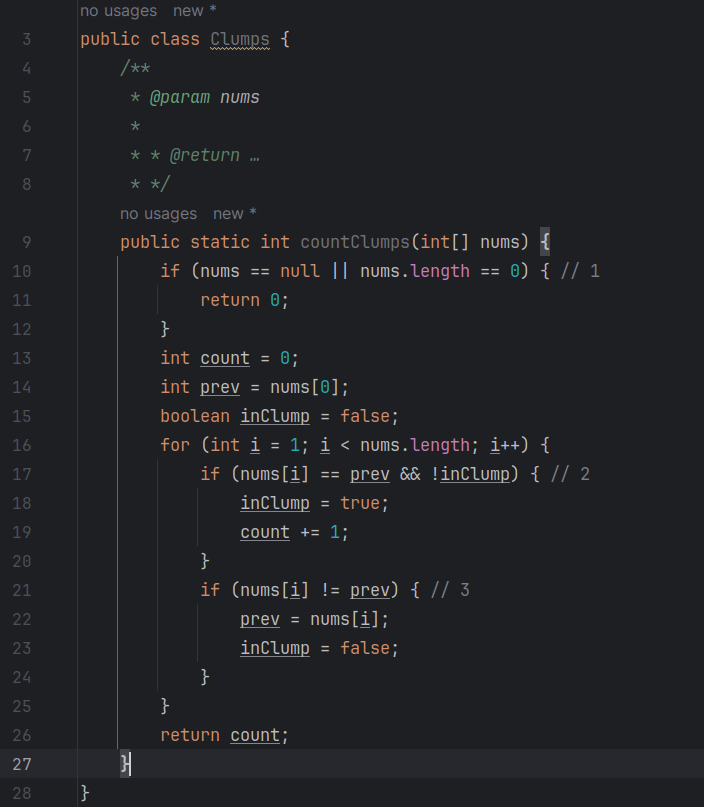 no usages new *
3 public class Clumps {
4 /**
5 * @param nums
6 *
7 * * @return …
8 * */
no usages new *
9 public static int countClumps(int[] nums) {
10 if (nums == null || nums.length == 0) { // 1
11 return 0;
12 }
13 int count = 0;
14 int prev = nums[0];
15 boolean inClump = false;
16 for (int i = 1; i < nums.length; i++) {
17 if (nums[i] == prev && !inClump) { // 2
18 inClump = true;
19 count += 1;
20 }
21 if (nums[i] != prev) { // 3
22 prev = nums[i];
23 inClump = false;
24 }
25 }
26 return count;
27 }
28 }